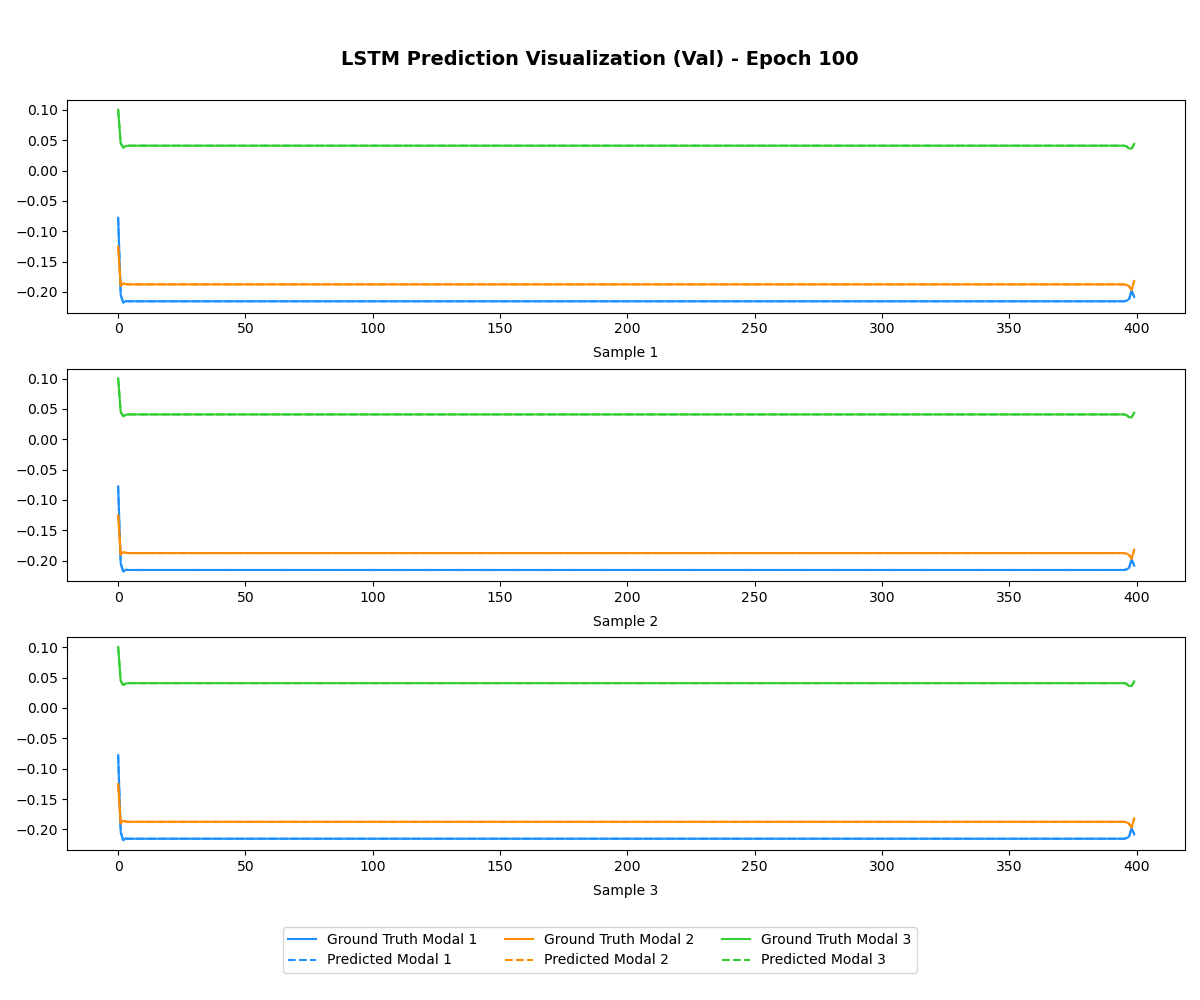 LSTM Prediction Visualization (Val) - Epoch 100
0.10
0.05
0.00
−0.05
−0.10
−0.15
−0.20
0 50 100 150 200 250 300 350 400
Sample 1
0.10
0.05
0.00
−0.05
−0.10
−0.15
−0.20
0 50 100 150 200 250 300 350 400
Sample 2
0.10
0.05
0.00
−0.05
−0.10
−0.15
−0.20
0 50 100 150 200 250 300 350 400
Sample 3
Ground Truth Modal 1 Ground Truth Modal 2 Ground Truth Modal 3
Predicted Modal 1 Predicted Modal 2 Predicted Modal 3